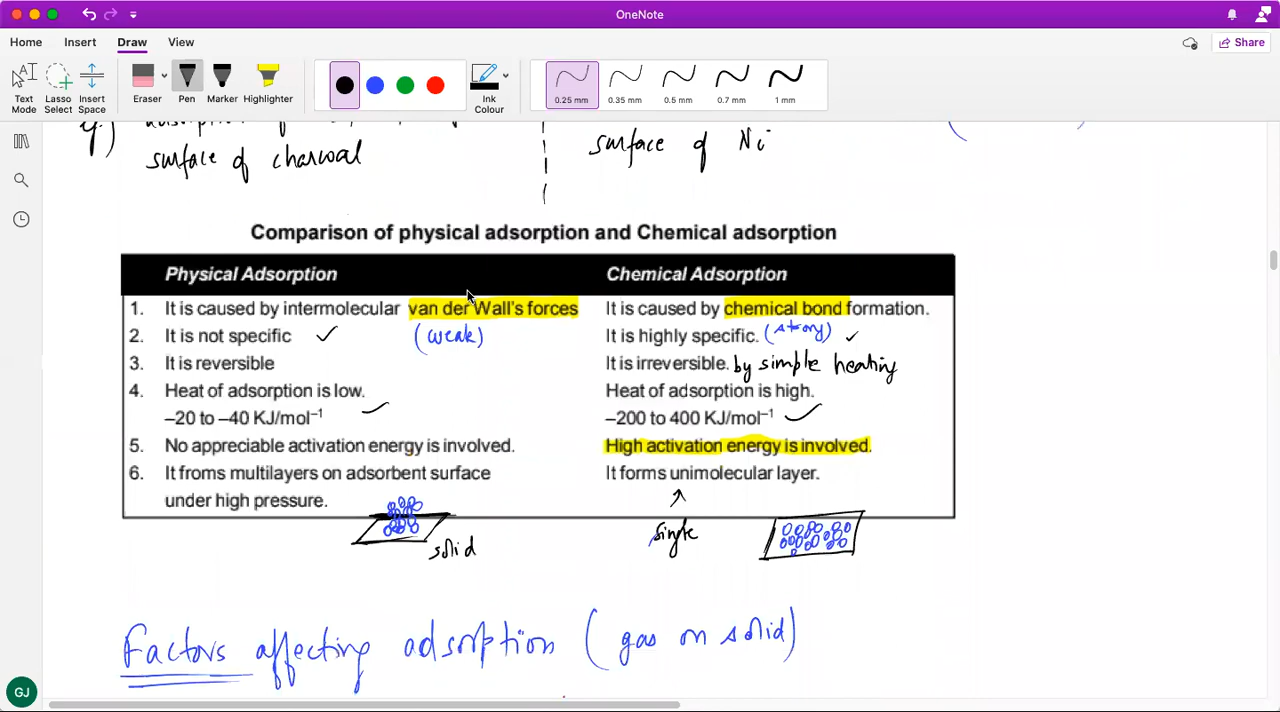 OneNote
Home Insert Draw View
Share
Text Mode
Lasso Select
Insert Space
Eraser
Pen
Marker
Highlighter
Ink Colour
0.25 mm
0.35 mm
0.5 mm
0.7 mm
1 mm
surface of charcoal
surface of Ni
Comparison of physical adsorption and Chemical adsorption
Physical Adsorption Chemical Adsorption
1. It is caused by intermolecular van der Wall's forces It is caused by chemical bond formation.
2. It is not specific ✓ (weak) It is highly specific. (strong) ✓
3. It is reversible It is irreversible. by simple heating
4. Heat of adsorption is low. Heat of adsorption is high.
–20 to –40 KJ/mol⁻¹ –200 to 400 KJ/mol⁻¹
5. No appreciable activation energy is involved. High activation energy is involved.
6. It froms multilayers on adsorbent surface It forms unimolecular layer.
under high pressure.
solid
single
Factors affecting adsorption (gas on solid)
GJ